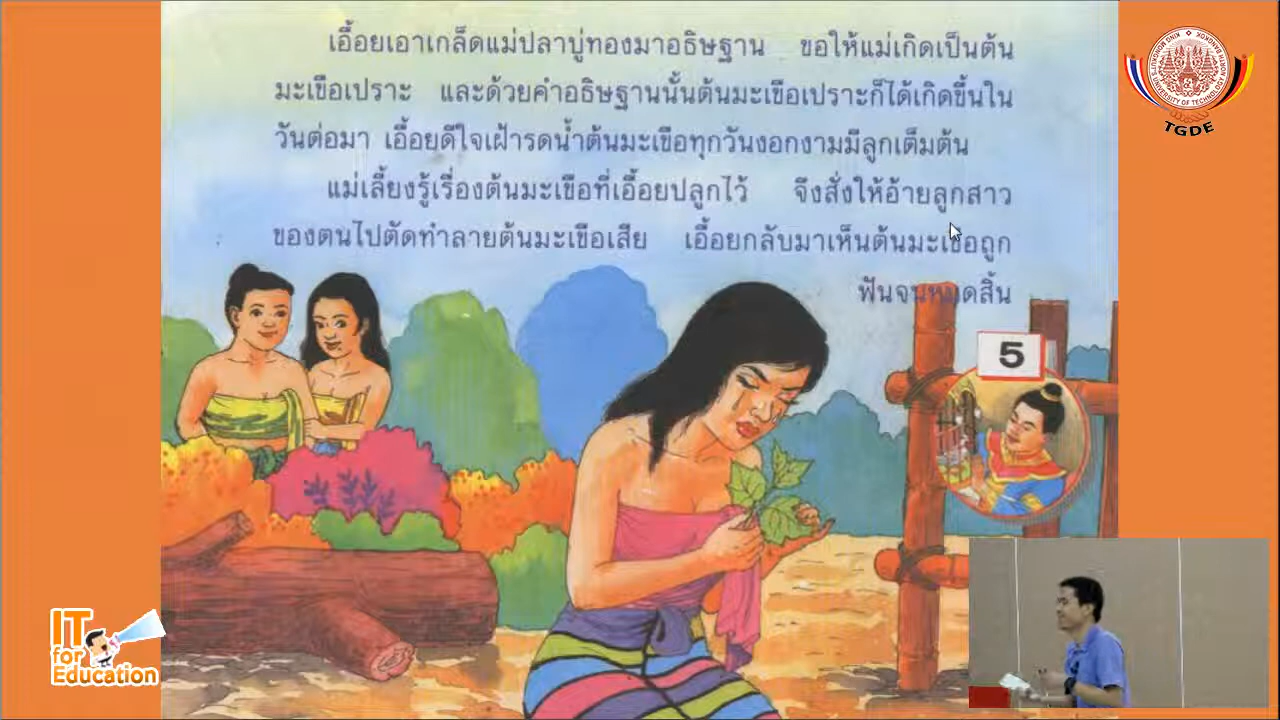 เอื้อยเอาเกล็ดแม่ปลาบู่ทองมาอธิษฐาน ขอให้แม่เกิดเป็นต้น
มะเขือเปราะ และด้วยคำอธิษฐานนั้นต้นมะเขือเปราะก็ได้เกิดขึ้นใน
วันต่อมา เอื้อยดีใจเฝ้ารดน้ำต้นมะเขือทุกวันงอกงามมีลูกเต็มต้น
แม่เลี้ยงรู้เรื่องต้นมะเขือที่เอื้อยปลูกไว้ จึงสั่งให้อ้ายลูกสาว
ของตนไปตัดทำลายต้นมะเขือเสีย เอื้อยกลับมาเห็นต้นมะเขือถูก
ฟันจนหมดสิ้น
5
TGDE
IT
for
Education